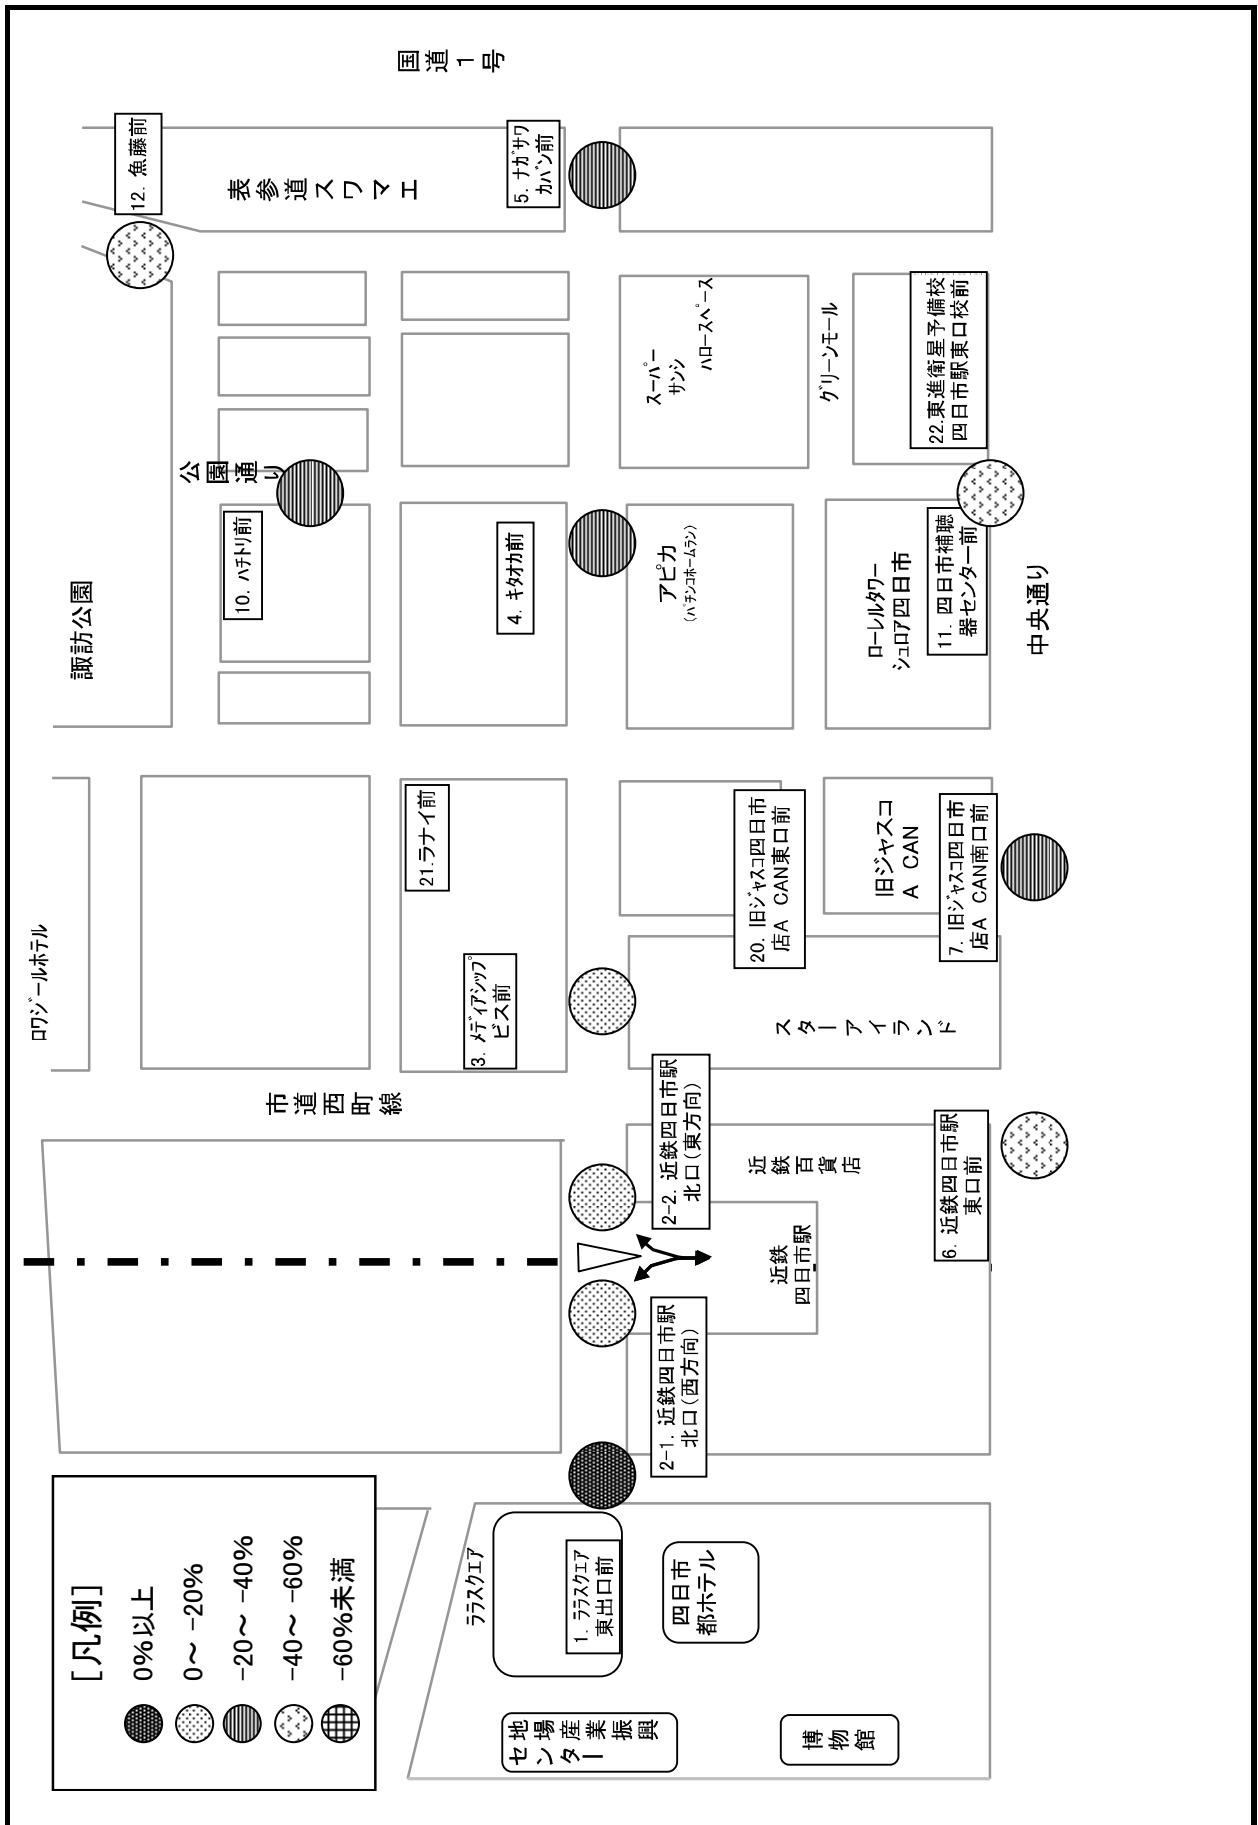 国道1号
12. 魚藤前
表参道スワマエ
5. ナガサワ
カバン前
公園通り
10. ハチトリ前
4. キタオカ前
スーパー
サンシ
ハロースペース
グリーンモール
22.東進衛星予備校
四日市駅東口校前
諏訪公園
アピカ
（パチンコホームラン）
ローレルタワー
シュロア四日市
11. 四日市補聴
器センター前
中央通り
21.ラナイ前
20. 旧ジャスコ四日市
店A CAN東口前
旧ジャスコ
A CAN
7. 旧ジャスコ四日市
店A CAN南口前
ロワジールホテル
3. メディアシップ
ビス前
スターアイランド
市道西町線
2-2. 近鉄四日市駅
北口（東方向）
近鉄百貨店
6. 近鉄四日市駅
東口前
近鉄
四日市駅
2-1. 近鉄四日市駅
北口（西方向）
ララスクエア
1. ララスクエア
東出口前
四日市
都ホテル
地場産業振興
センター
博物館
[凡例]
0%以上
0～ -20%
-20～ -40%
-40～ -60%
-60%未満